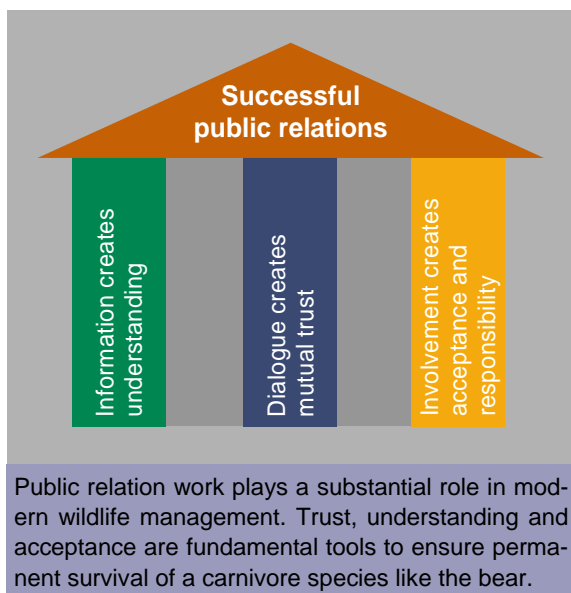 Successful
public relations
Information creates
understanding
Dialogue creates
mutual trust
Involvement creates
acceptance and
responsibility
Public relation work plays a substantial role in mod-
ern wildlife management. Trust, understanding and
acceptance are fundamental tools to ensure perma-
nent survival of a carnivore species like the bear.